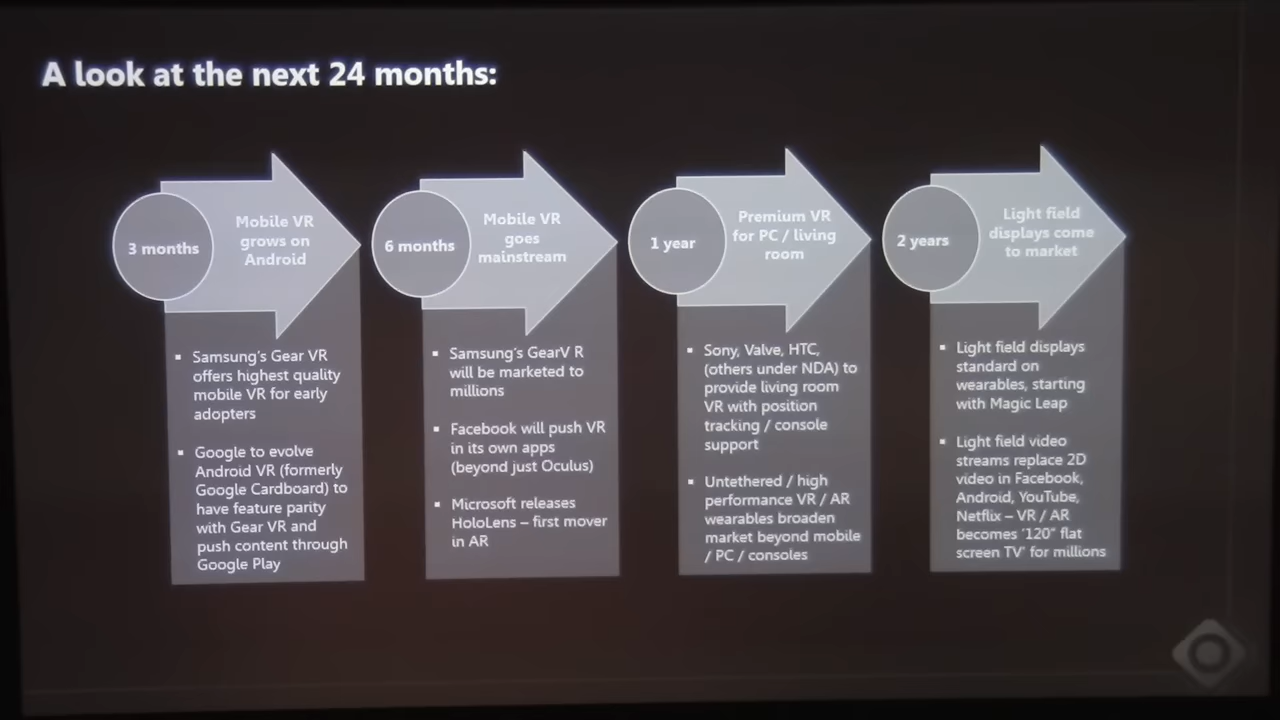 A look at the next 24 months:
3 months
Mobile VR
grows on
Android
▪ Samsung's Gear VR
offers highest quality
mobile VR for early
adopters
▪ Google to evolve
Android VR (formerly
Google Cardboard) to
have feature parity
with Gear VR and
push content through
Google Play
6 months
Mobile VR
goes
mainstream
▪ Samsung's GearV R
will be marketed to
millions
▪ Facebook will push VR
in its own apps
(beyond just Oculus)
▪ Microsoft releases
HoloLens – first mover
in AR
1 year
Premium VR
for PC / living
room
▪ Sony, Valve, HTC,
(others under NDA) to
provide living room
VR with position
tracking / console
support
▪ Untethered / high
performance VR / AR
wearables broaden
market beyond mobile
/ PC / consoles
2 years
Light field
displays come
to market
▪ Light field displays
standard on
wearables, starting
with Magic Leap
▪ Light field video
streams replace 2D
video in Facebook,
Android, YouTube,
Netflix – VR / AR
becomes '120" flat
screen TV' for millions